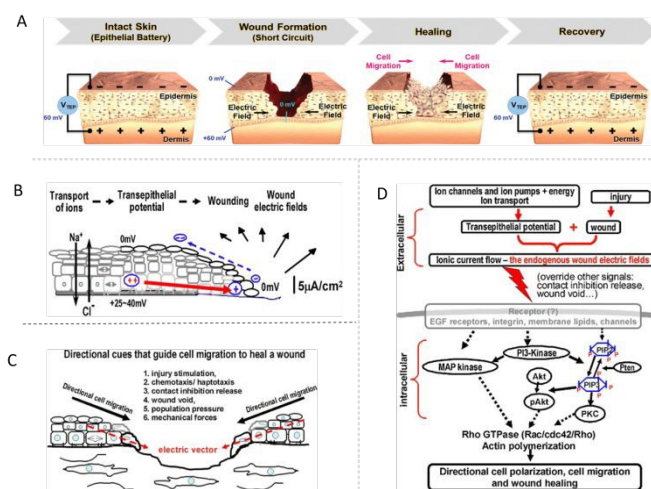 A
Intact Skin
(Epithelial Battery)
Wound Formation
(Short Circuit)
Healing
Recovery
Cell
Migration
Cell
Migration
V TEP
60 mV
Epidermis
Dermis
0 mV
+60 mV
0 mV
Electric
Field
Electric
Field
Electric
Field
Electric
Field
V TEP
60 mV
Epidermis
Dermis
B
Transport
of ions
Transepithelial
potential
Wounding
Wound
electric fields
Na+
Cl-
0mV
+25~40mV
0mV
5μA/cm²
C
Directional cues that guide cell migration to heal a wound
1. injury stimulation,
2. chemotaxis/ haptotaxis
3. contact inhibition release
4. wound void,
5. population pressure
6. mechanical forces
Directional cell migration
Directional cell migration
electric vector
D
Extracellular
Ion channels and ion pumps + energy
Ion transport
injury
Transepithelial potential
+
wound
Ionic current flow – the endogenous wound electric fields
(override other signals:
contact inhibition release,
wound void...)
Receptor (?)
EGF receptors, integrin, membrane lipids, channels
intracellular
MAP kinase
PI3-Kinase
PIP2
Pten
Akt
PIP3
pAkt
PKC
Rho GTPase (Rac/cdc42/Rho)
Actin polymerization
Directional cell polarization, cell migration
and wound healing